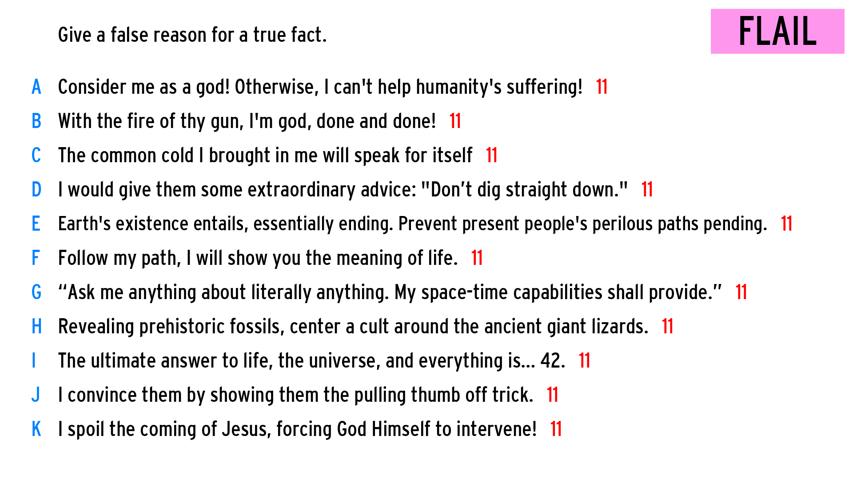 Give a false reason for a true fact.
FLAIL
A Consider me as a god! Otherwise, I can't help humanity's suffering! 11
B With the fire of thy gun, I'm god, done and done! 11
C The common cold I brought in me will speak for itself 11
D I would give them some extraordinary advice: "Don’t dig straight down." 11
E Earth's existence entails, essentially ending. Prevent present people's perilous paths pending. 11
F Follow my path, I will show you the meaning of life. 11
G “Ask me anything about literally anything. My space-time capabilities shall provide.” 11
H Revealing prehistoric fossils, center a cult around the ancient giant lizards. 11
I The ultimate answer to life, the universe, and everything is... 42. 11
J I convince them by showing them the pulling thumb off trick. 11
K I spoil the coming of Jesus, forcing God Himself to intervene! 11